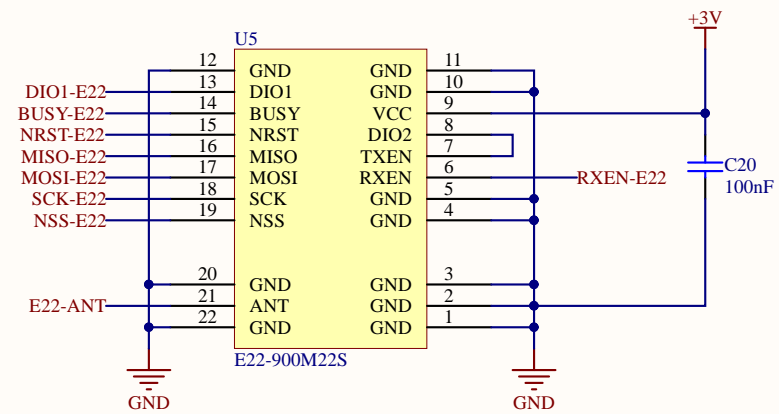 +3V
U5
12 GND GND 11
DIO1-E22 13 DIO1 GND 10
BUSY-E22 14 BUSY VCC 9
NRST-E22 15 NRST DIO2 8
MISO-E22 16 MISO TXEN 7
MOSI-E22 17 MOSI RXEN 6 RXEN-E22
SCK-E22 18 SCK GND 5
NSS-E22 19 NSS GND 4
C20
100nF
20 GND GND 3
E22-ANT 21 ANT GND 2
22 GND GND 1
E22-900M22S
GND GND